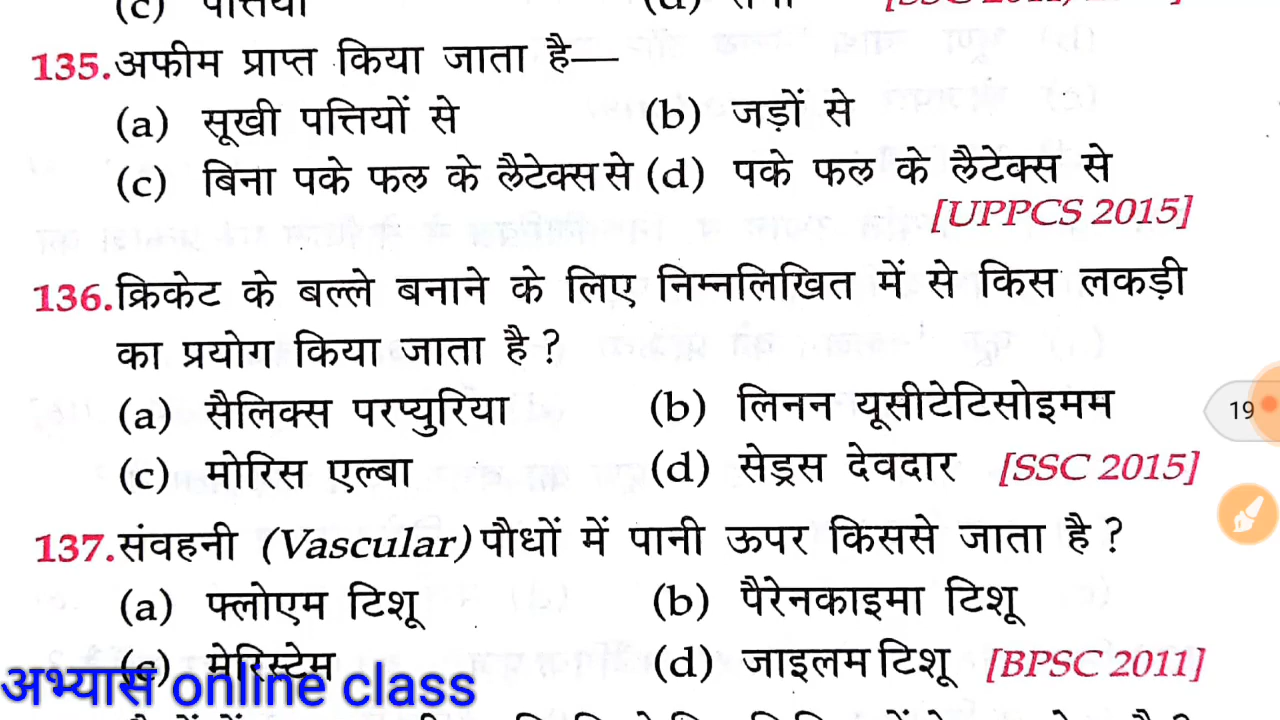 (c) पत्तियाँ (d)
135. अफीम प्राप्त किया जाता है—
(a) सूखी पत्तियों से (b) जड़ों से
(c) बिना पके फल के लैटेक्स से (d) पके फल के लैटेक्स से
[UPPCS 2015]
136. क्रिकेट के बल्ले बनाने के लिए निम्नलिखित में से किस लकड़ी
का प्रयोग किया जाता है ?
(a) सैलिक्स परप्युरिया (b) लिनन यूसीटेटिसोइमम
(c) मोरिस एल्बा (d) सेड्रस देवदार [SSC 2015]
19
137. संवहनी (Vascular) पौधों में पानी ऊपर किससे जाता है ?
(a) फ्लोएम टिशू (b) पैरेनकाइमा टिशू
(c) मेरिस्टेम (d) जाइलम टिशू [BPSC 2011]
अभ्यास online class